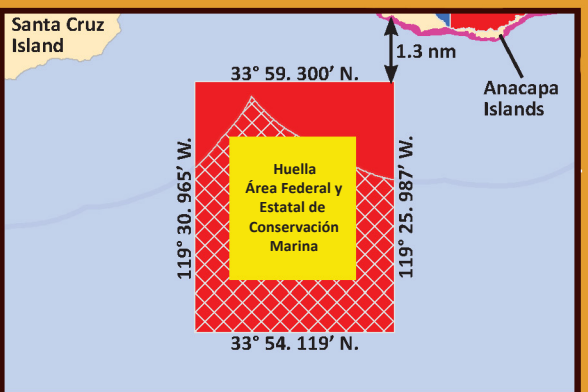 Santa Cruz
Island
1.3 nm
Anacapa
Islands
33° 59. 300’ N.
119° 30. 965’ W.
Huella
Área Federal y
Estatal de
Conservación
Marina
119° 25. 987’ W.
33° 54. 119’ N.